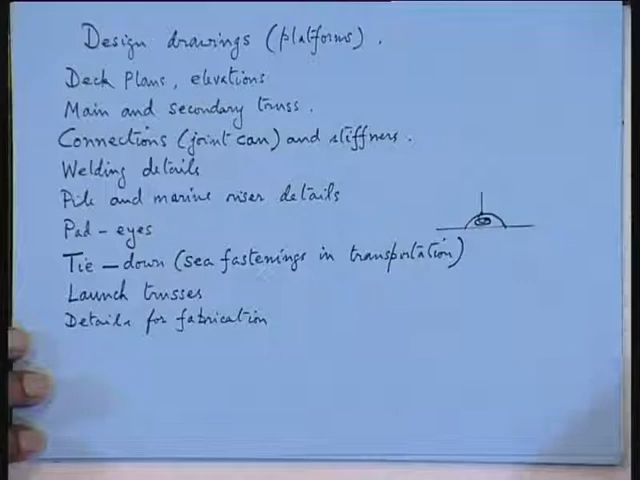 Design drawings (platforms).
Deck Plans, elevations
Main and secondary truss.
Connections (joint can) and stiffners.
Welding details
Pile and marine riser details
Pad-eyes
Tie-down (sea fastenings in transportation)
Launch trusses
Details for fabrication